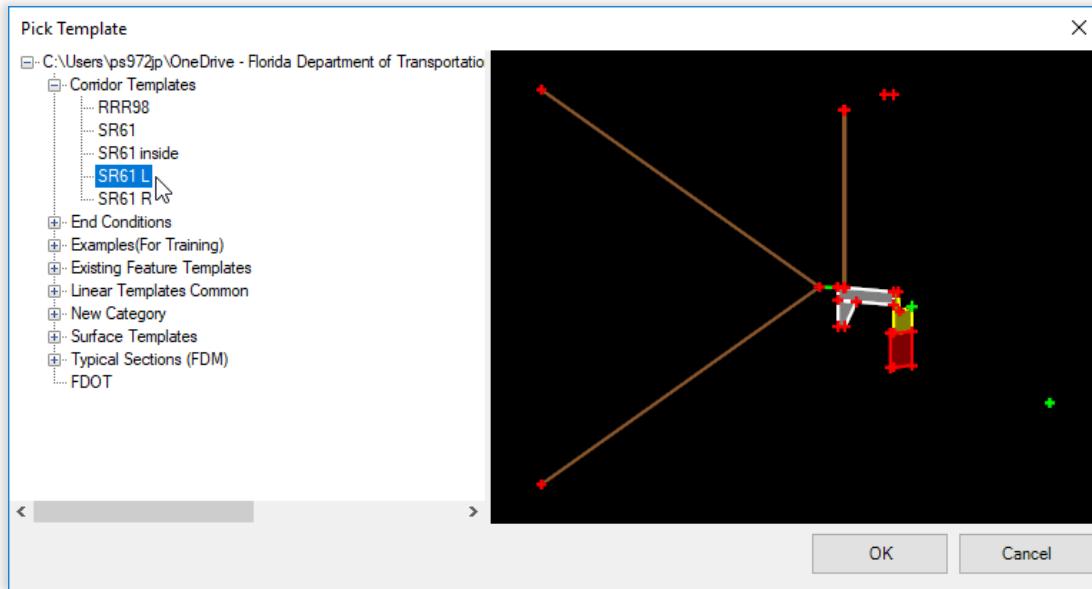 Pick Template
C:\Users\ps972jp\OneDrive - Florida Department of Transportatio
Corridor Templates
RRR98
SR61
SR61 inside
SR61 L
SR61 R
End Conditions
Examples(For Training)
Existing Feature Templates
Linear Templates Common
New Category
Surface Templates
Typical Sections (FDM)
FDOT
OK
Cancel